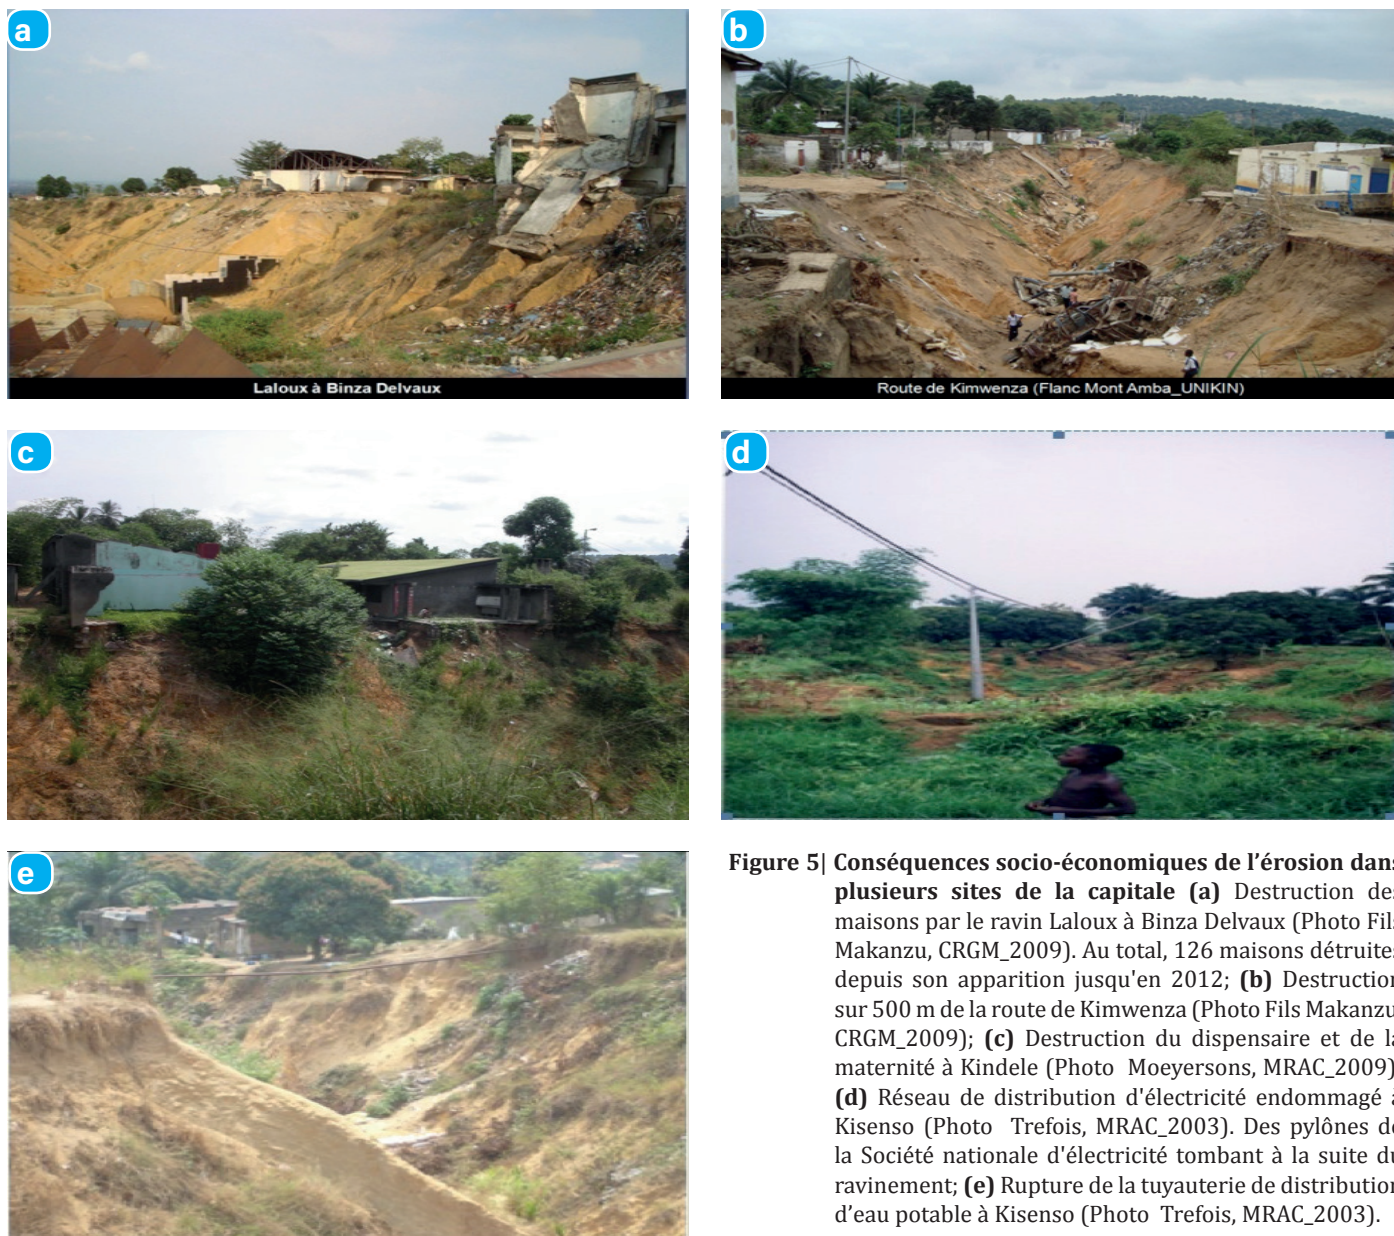 a
b
Laloux à Binza Delvaux
Route de Kimwenza (Flanc Mont Amba_UNIKIN)
c
d
e
Figure 5| Conséquences socio-économiques de l'érosion dans
plusieurs sites de la capitale (a) Destruction des
maisons par le ravin Laloux à Binza Delvaux (Photo Fils
Makanzu, CRGM_2009). Au total, 126 maisons détruites
depuis son apparition jusqu'en 2012; (b) Destruction
sur 500 m de la route de Kimwenza (Photo Fils Makanzu
CRGM_2009); (c) Destruction du dispensaire et de la
maternité à Kindele (Photo Moeyersons, MRAC_2009)
(d) Réseau de distribution d'électricité endommagé à
Kisenso (Photo Trefois, MRAC_2003). Des pylônes de
la Société nationale d'électricité tombant à la suite du
ravinement; (e) Rupture de la tuyauterie de distribution
d'eau potable à Kisenso (Photo Trefois, MRAC_2003).